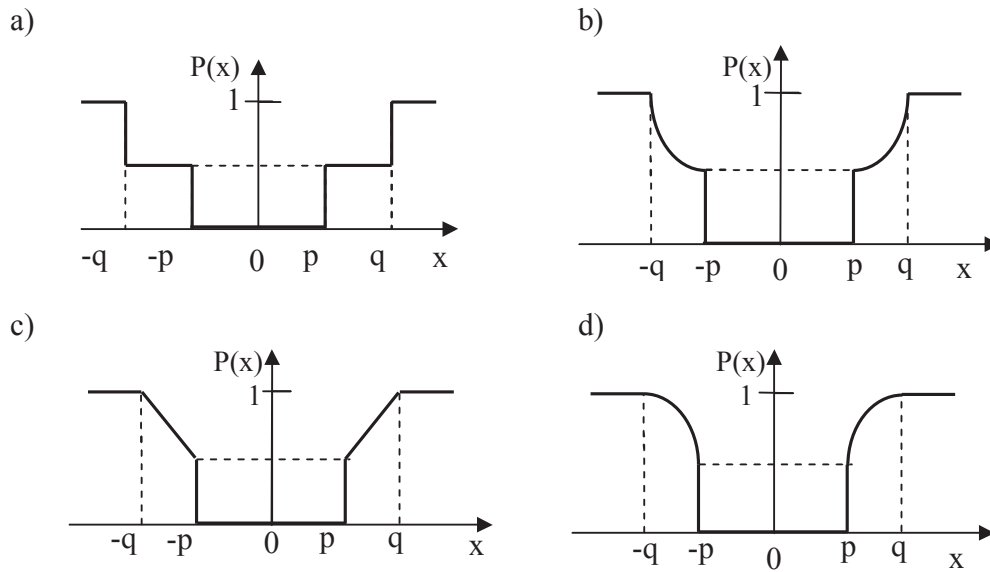 a)
P(x)
1
-q -p 0 p q x
b)
P(x)
1
-q -p 0 p q x
c)
P(x)
1
-q -p 0 p q x
d)
P(x)
1
-q -p 0 p q x